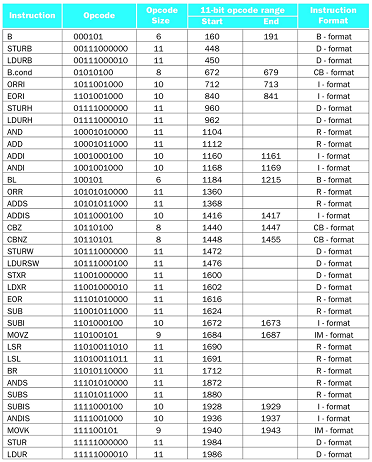 Instruction Opcode Opcode Size 11-bit opcode range Start End Instruction Format
B 000101 6 160 191 B - format
STURB 00111000000 11 448 D - format
LDURB 00111000010 11 450 D - format
B.cond 01010100 8 672 679 CB - format
ORRI 1011001000 10 712 713 I - format
EORI 1101001000 10 840 841 I - format
STURH 01111000000 11 960 D - format
LDURH 01111000010 11 962 D - format
AND 10001010000 11 1104 R - format
ADD 10001011000 11 1112 R - format
ADDI 1001000100 10 1160 1161 I - format
ANDI 1001001000 10 1168 1169 I - format
BL 100101 6 1184 1215 B - format
ORR 10101010000 11 1360 R - format
ADDS 10101011000 11 1368 R - format
ADDIS 1011000100 10 1416 1417 I - format
CBZ 10110100 8 1440 1447 CB - format
CBNZ 10110101 8 1448 1455 CB - format
STURW 10111000000 11 1472 D - format
LDURSW 10111000100 11 1476 D - format
STXR 11001000000 11 1600 D - format
LDXR 11001000010 11 1602 D - format
EOR 11101010000 11 1616 R - format
SUB 11001011000 11 1624 R - format
SUBI 1101000100 10 1672 1673 I - format
MOVZ 110100101 9 1684 1687 IM - format
LSR 11010011010 11 1690 R - format
LSL 11010011011 11 1691 R - format
BR 11010110000 11 1712 R - format
ANDS 11101010000 11 1872 R - format
SUBS 11101011000 11 1880 R - format
SUBIS 1111000100 10 1928 1929 I - format
ANDIS 1111001000 10 1936 1937 I - format
MOVK 111100101 9 1940 1943 IM - format
STUR 11111000000 11 1984 D - format
LDUR 11111000010 11 1986 D - format